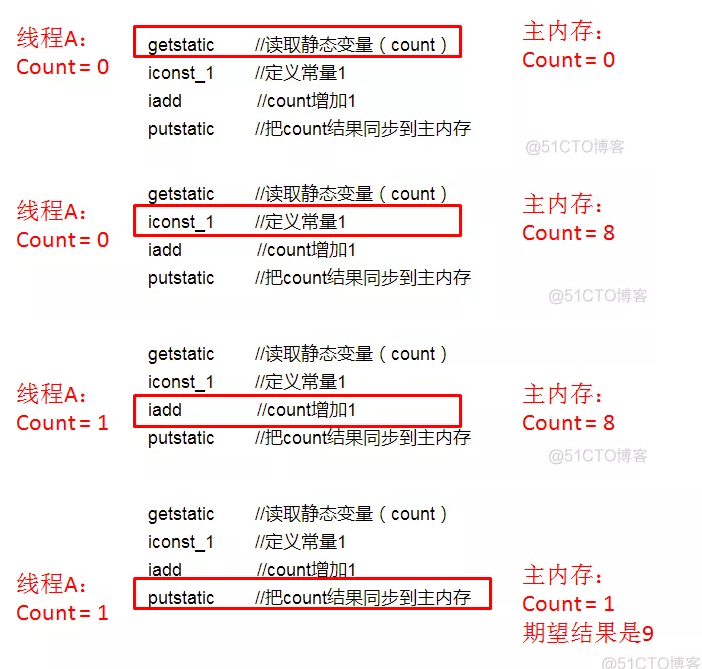 线程A:
Count = 0
getstatic //读取静态变量（count）
iconst_1 //定义常量1
iadd //count增加1
putstatic //把count结果同步到主内存
主内存:
Count = 0
@51CTO博客
线程A:
Count = 0
getstatic //读取静态变量（count）
iconst_1 //定义常量1
iadd //count增加1
putstatic //把count结果同步到主内存
主内存:
Count = 8
@51CTO博客
线程A:
Count = 1
getstatic //读取静态变量（count）
iconst_1 //定义常量1
iadd //count增加1
putstatic //把count结果同步到主内存
主内存:
Count = 8
@51CTO博客
线程A:
Count = 1
getstatic //读取静态变量（count）
iconst_1 //定义常量1
iadd //count增加1
putstatic //把count结果同步到主内存
主内存:
Count = 1
期望结果是9
@51CTO博客